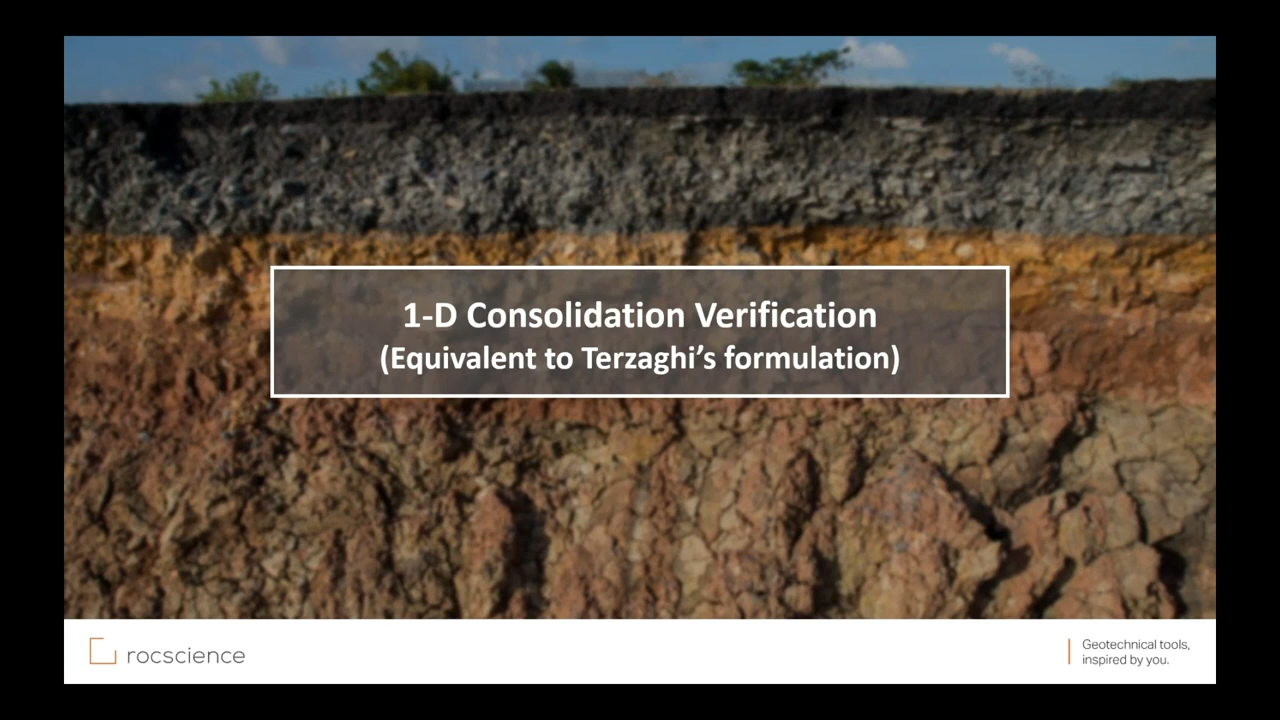 1-D Consolidation Verification
(Equivalent to Terzaghi’s formulation)
rocscience
Geotechnical tools,
inspired by you.